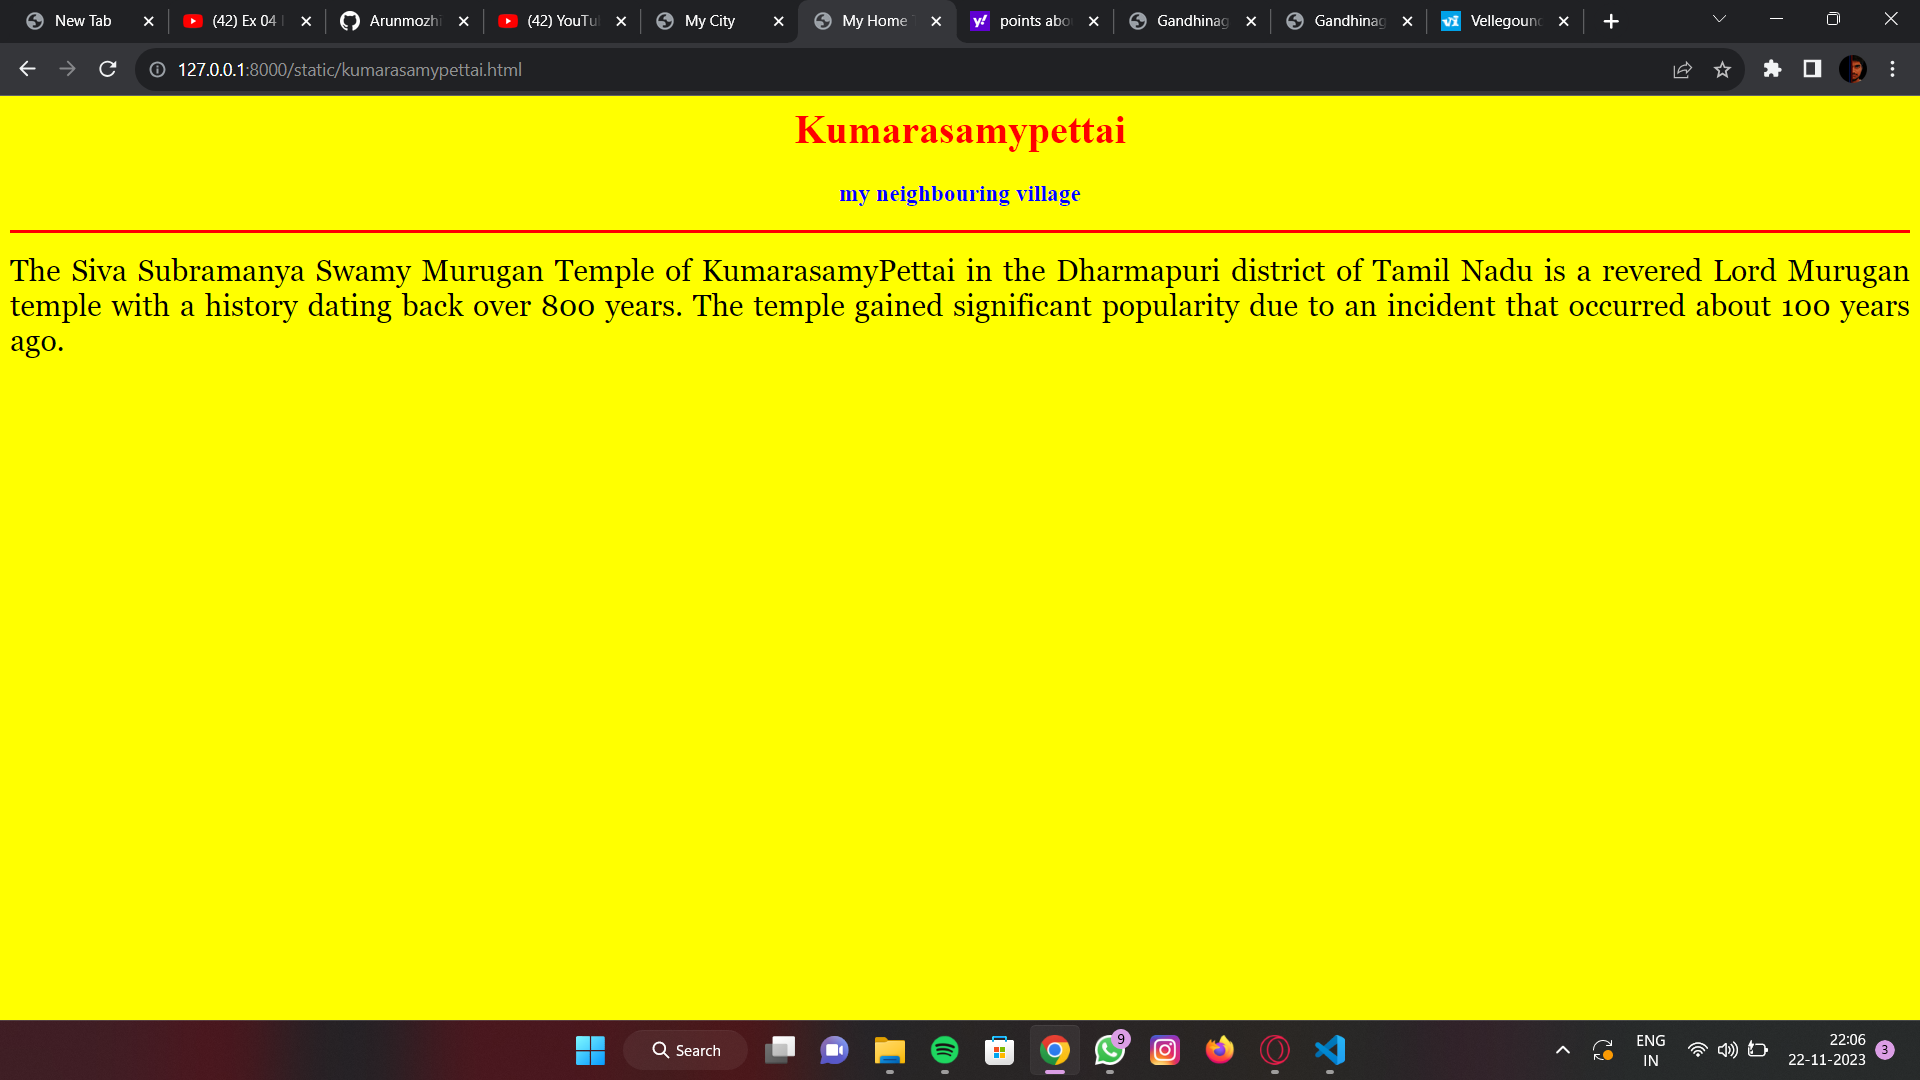 New Tab
(42) Ex 04
Arunmozhi
(42) YouTu
My City
My Home T
points abo
Gandhinag
Gandhinag
Vellegoun
127.0.0.1:8000/static/kumarasamypettai.html
Kumarasamypettai
my neighbouring village
The Siva Subramanya Swamy Murugan Temple of KumarasamyPettai in the Dharmapuri district of Tamil Nadu is a revered Lord Murugan
temple with a history dating back over 800 years. The temple gained significant popularity due to an incident that occurred about 100 years
ago.
Search
9
ENG
IN
22:06
22-11-2023
3